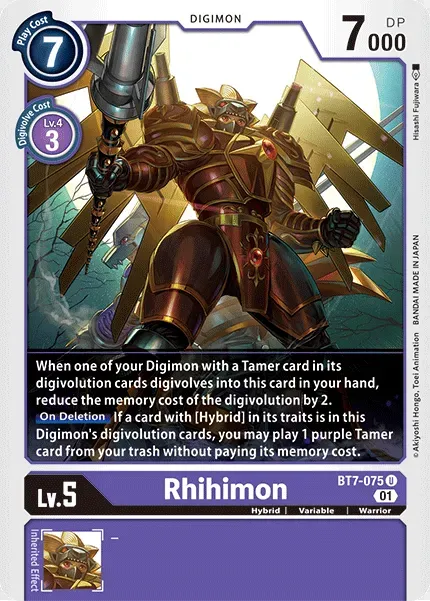 Play Cost
7
DIGIMON
7000
DP
Digivolve Cost
Lv.4
3
Hisashi Fujiwara
© Akiyoshi Hongo, Toei Animation BANDAI MADE IN JAPAN
When one of your Digimon with a Tamer card in its
digivolution cards digivolves into this card in your hand,
reduce the memory cost of the digivolution by 2.
On Deletion If a card with [Hybrid] in its traits is in this
Digimon's digivolution cards, you may play 1 purple Tamer
card from your trash without paying its memory cost.
Lv.5
Rhihimon
BT7-075 U
01
Hybrid | Variable | Warrior
Inherited Effect
–